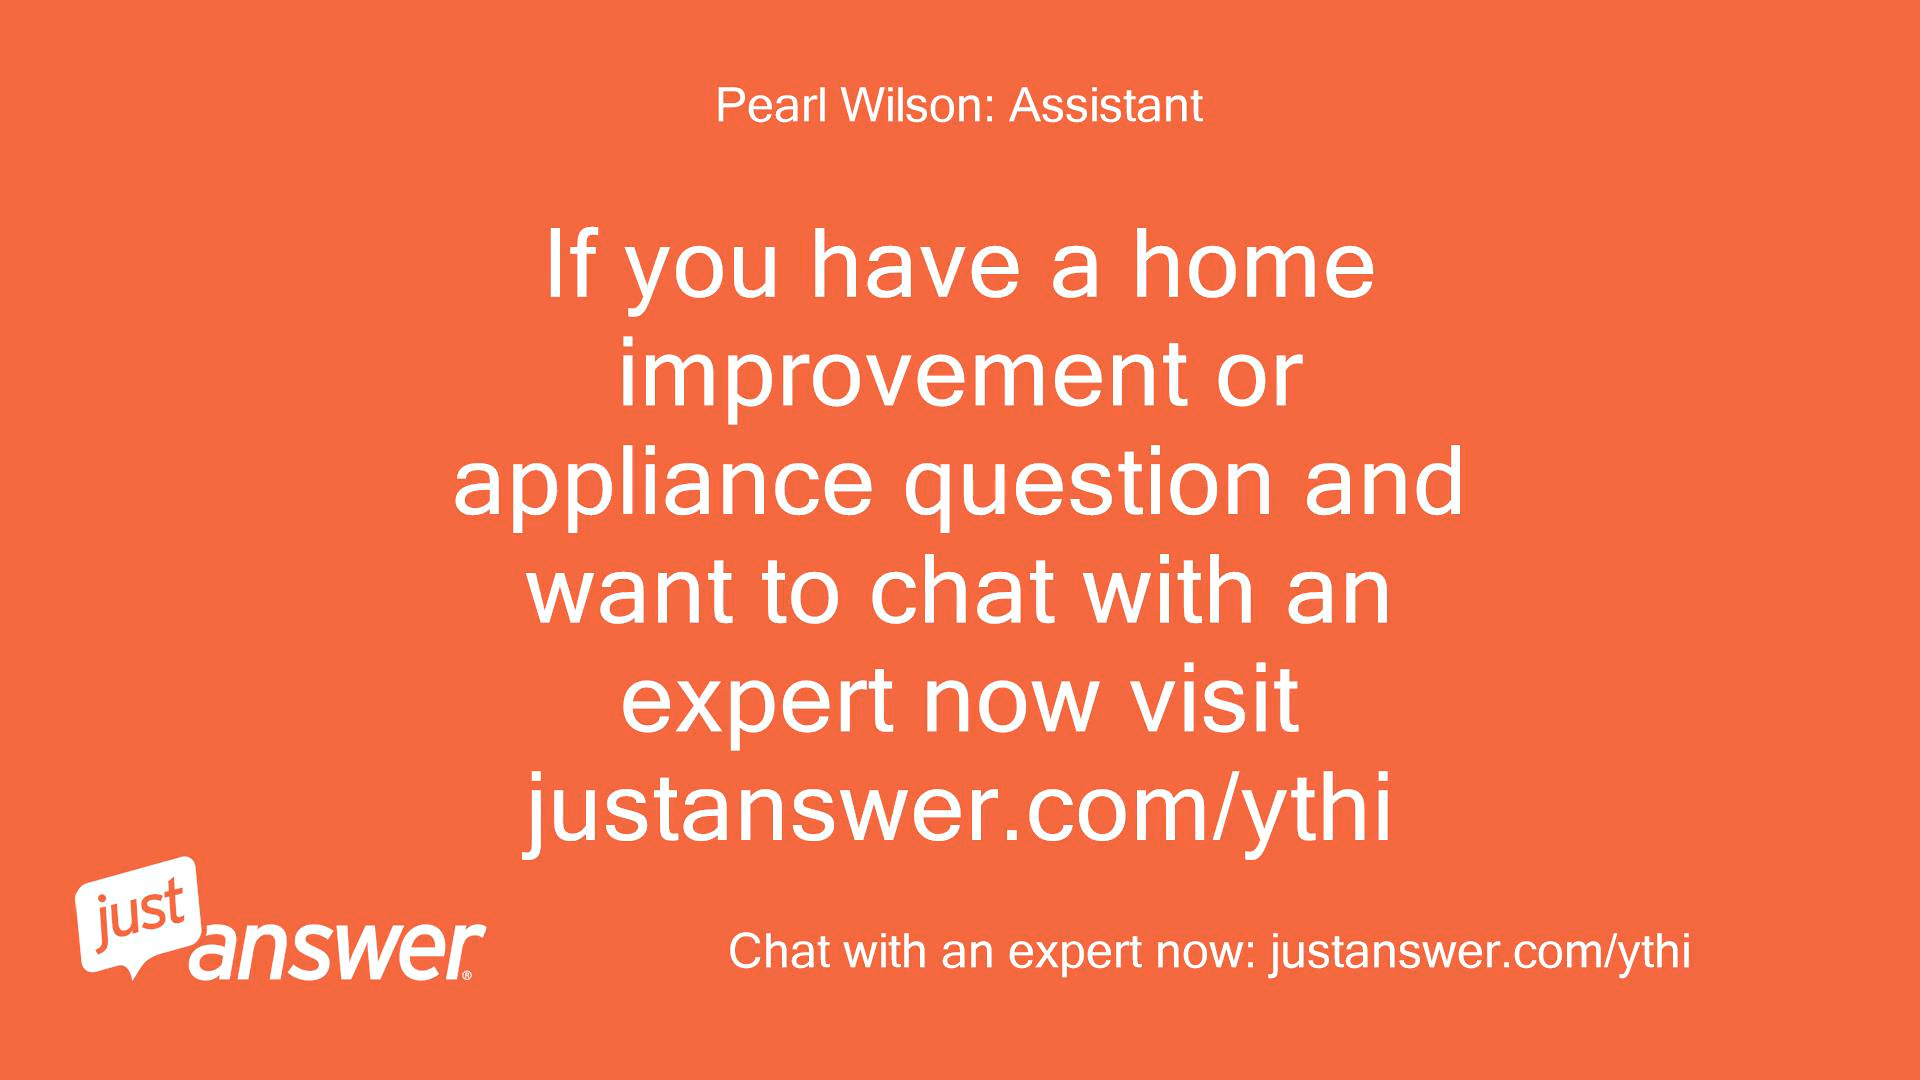 Pearl Wilson: Assistant
If you have a home
improvement or
appliance question and
want to chat with an
expert now visit
justanswer.com/ythi
just
answer®
Chat with an expert now: justanswer.com/ythi